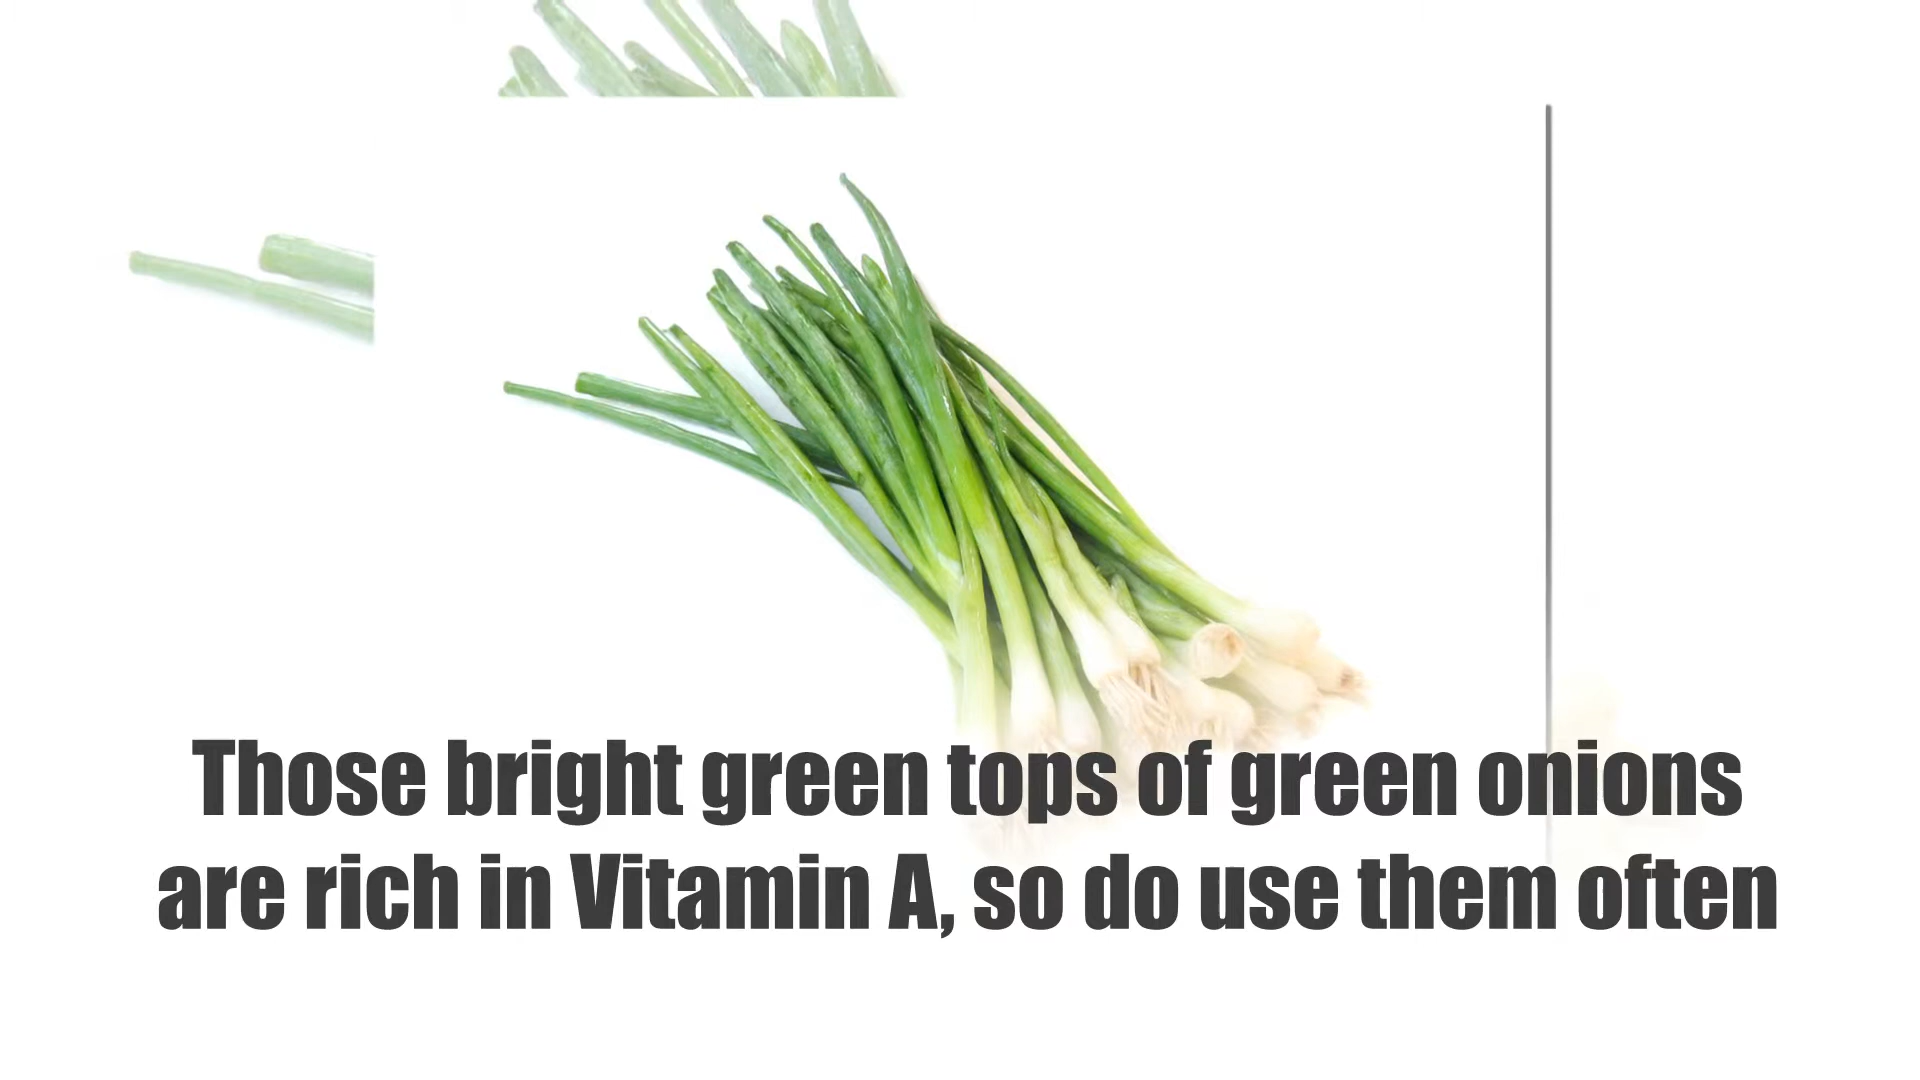 Those bright green tops of green onions
are rich in Vitamin A, so do use them often